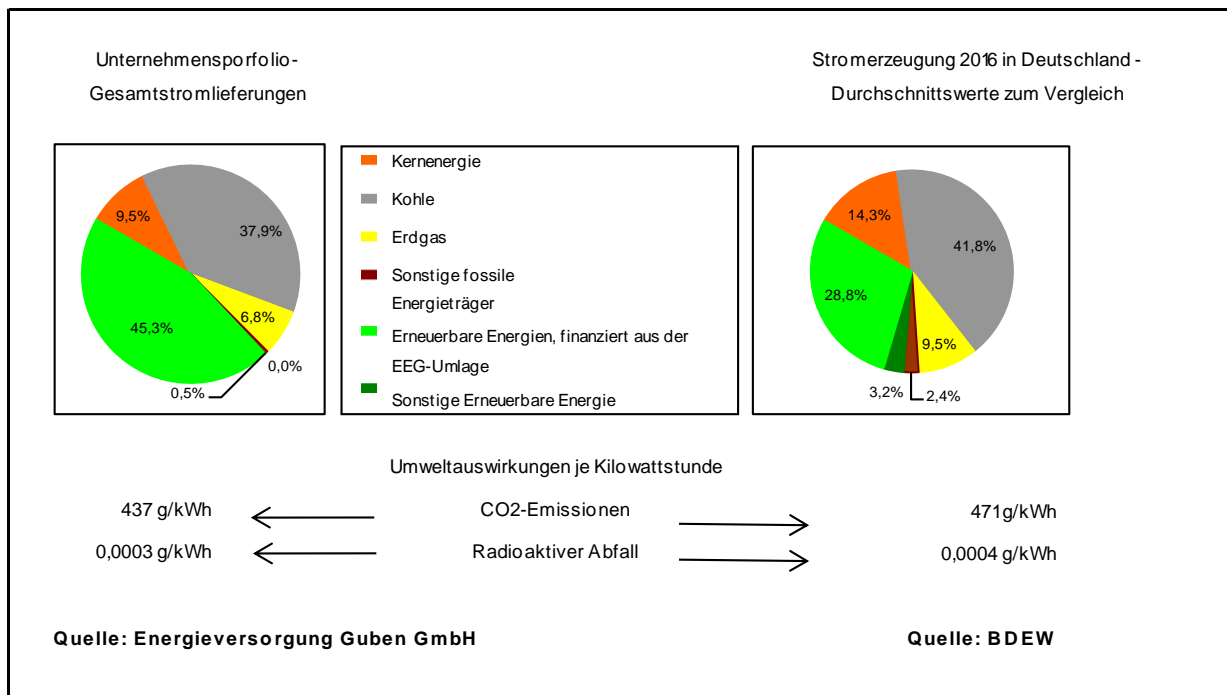 Unternehmensporfolio-
Gesamtstromlieferungen
Stromerzeugung 2016 in Deutschland -
Durchschnittswerte zum Vergleich
9,5%
37,9%
6,8%
0,0%
0,5%
45,3%
Kernenergie
Kohle
Erdgas
Sonstige fossile
Energieträger
Erneuerbare Energien, finanziert aus der
EEG-Umlage
Sonstige Erneuerbare Energie
14,3%
41,8%
9,5%
2,4%
3,2%
28,8%
Umweltauswirkungen je Kilowattstunde
437 g/kWh
CO2-Emissionen
471g/kWh
0,0003 g/kWh
Radioaktiver Abfall
0,0004 g/kWh
Quelle: Energieversorgung Guben GmbH
Quelle: BDEW